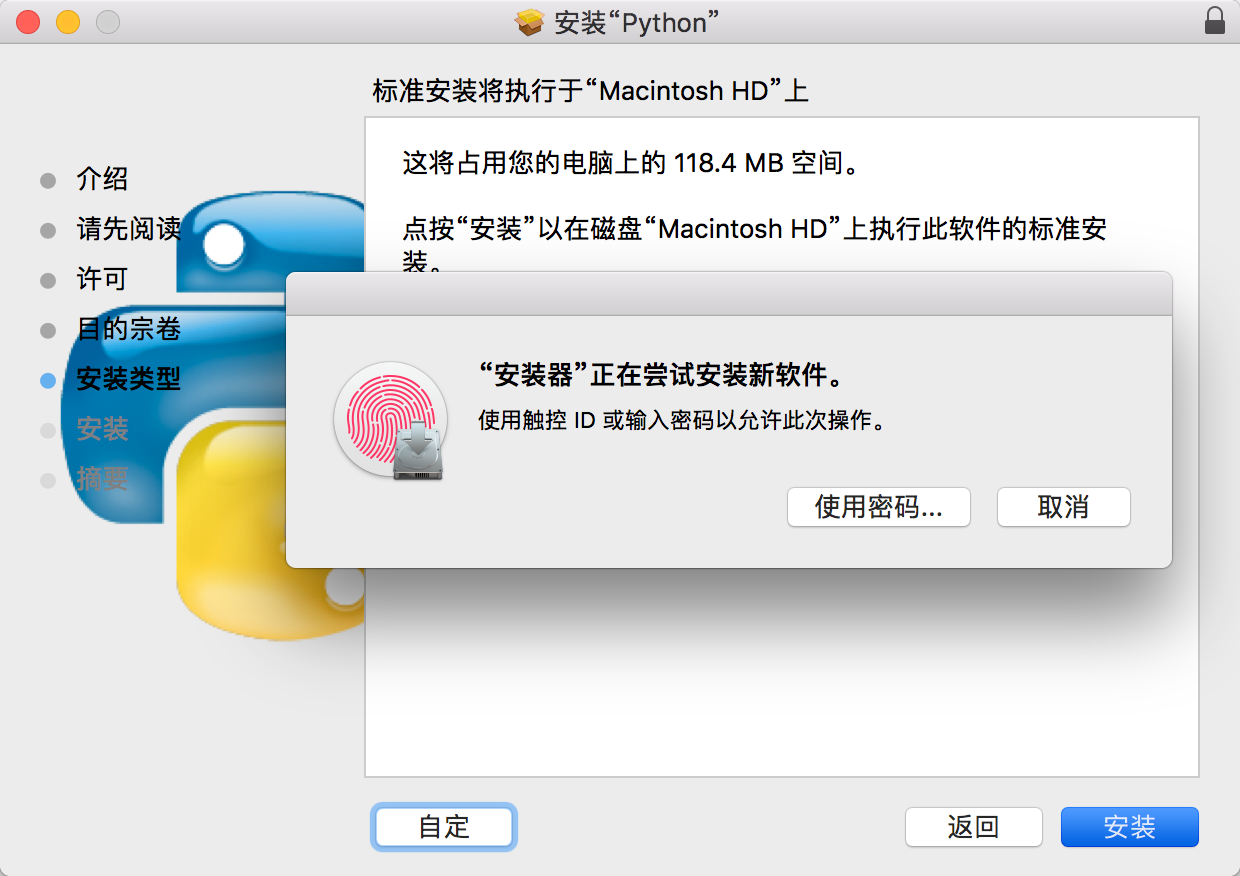 安装“Python”
标准安装将执行于“Macintosh HD”上
介绍
请先阅读
许可
目的宗卷
安装类型
安装
摘要
这将占用您的电脑上的 118.4 MB 空间。
点按“安装”以在磁盘“Macintosh HD”上执行此软件的标准安
装。
“安装器”正在尝试安装新软件。
使用触控 ID 或输入密码以允许此次操作。
使用密码...
取消
自定
返回
安装